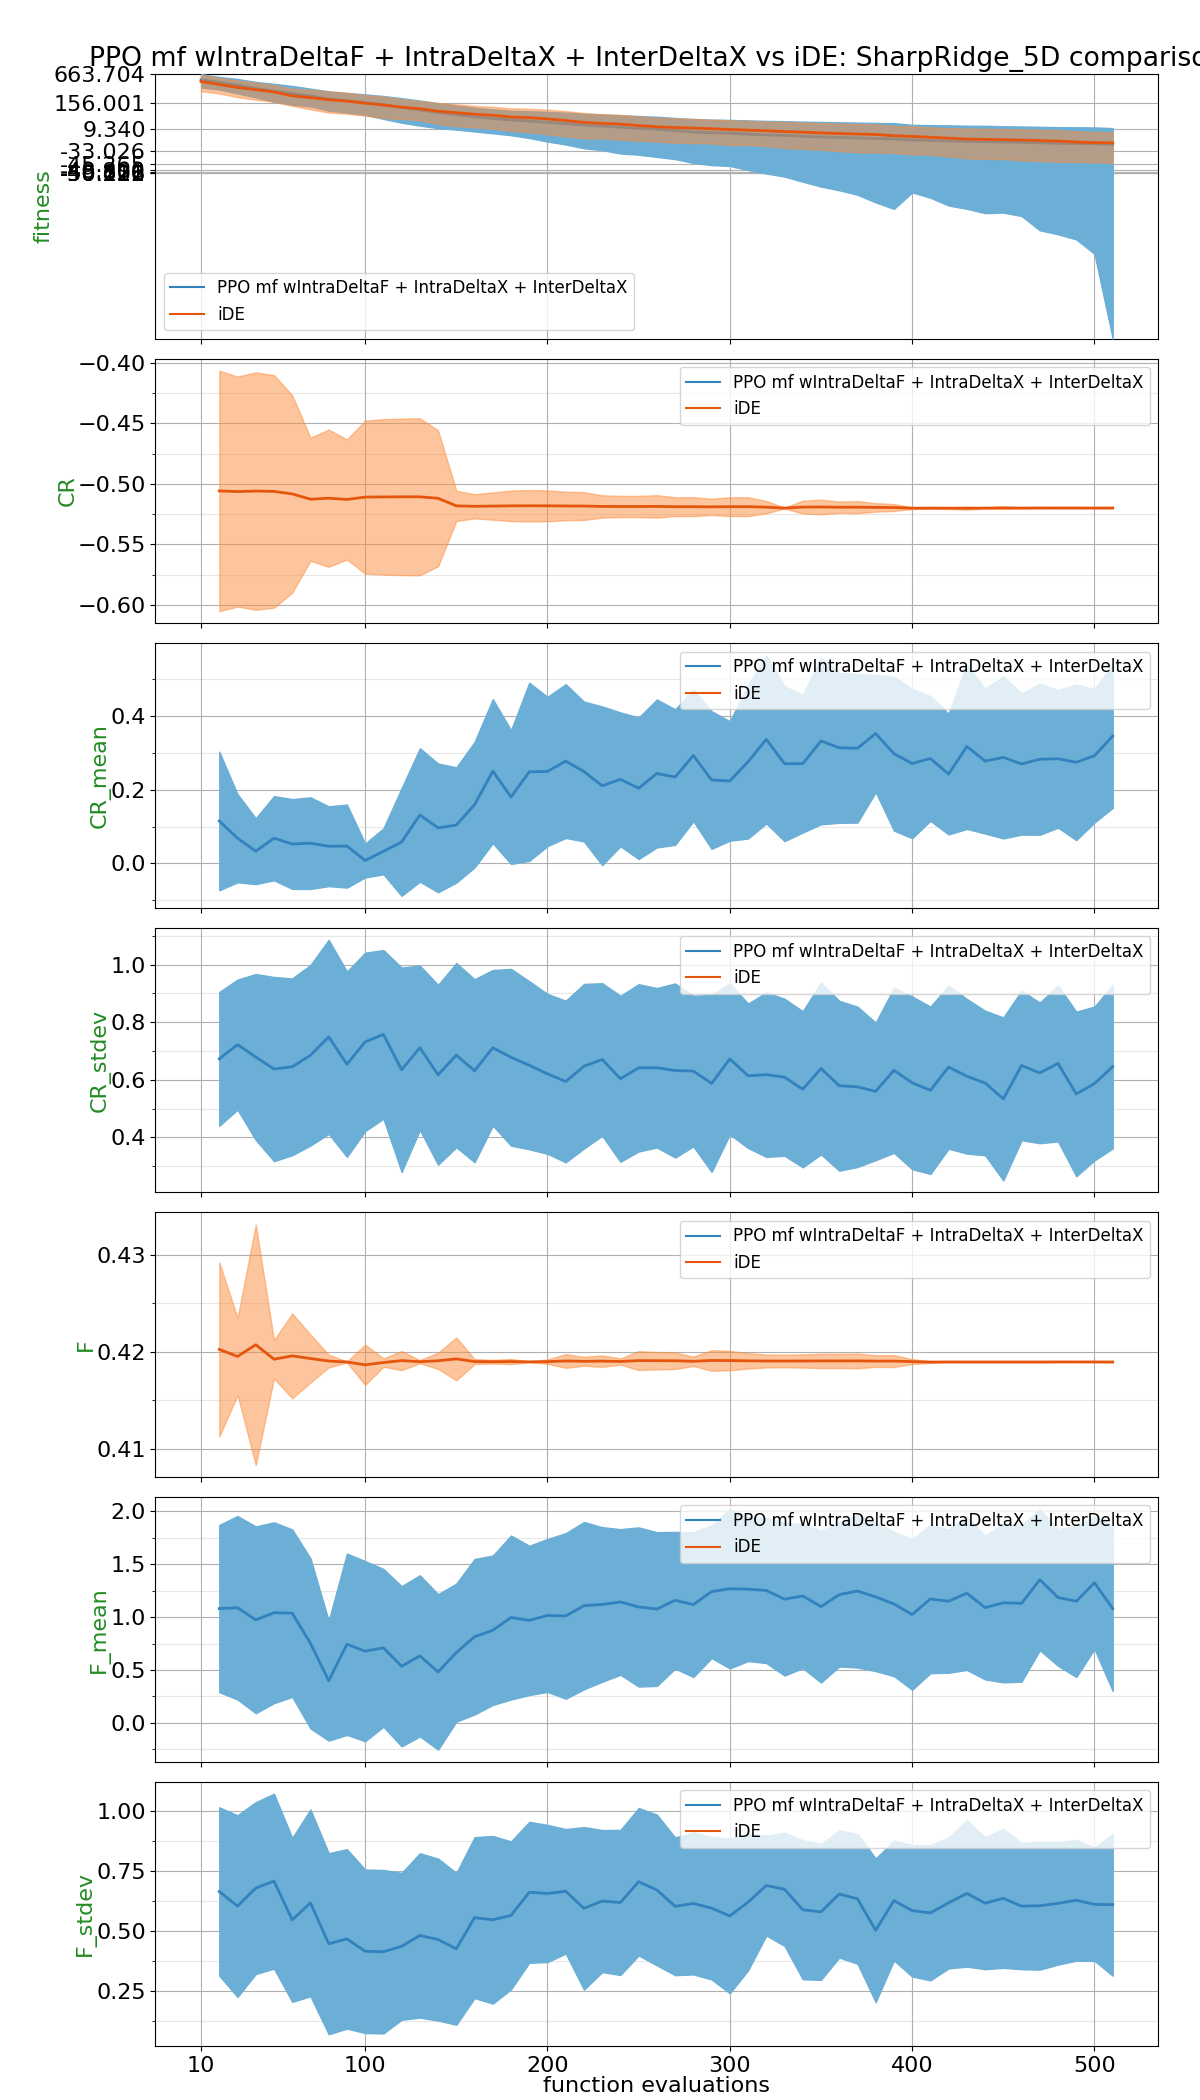 PPO mf wIntraDeltaF + IntraDeltaX + InterDeltaX vs iDE: SharpRidge_5D comparisc
663.704
156.001
9.340
-33.026
fitness
PPO mf wIntraDeltaF + IntraDeltaX + InterDeltaX
iDE
−0.40
−0.45
−0.50
−0.55
−0.60
CR
PPO mf wIntraDeltaF + IntraDeltaX + InterDeltaX
iDE
0.4
0.2
0.0
CR_mean
PPO mf wIntraDeltaF + IntraDeltaX + InterDeltaX
iDE
1.0
0.8
0.6
0.4
CR_stdev
PPO mf wIntraDeltaF + IntraDeltaX + InterDeltaX
iDE
0.43
0.42
0.41
F
PPO mf wIntraDeltaF + IntraDeltaX + InterDeltaX
iDE
2.0
1.5
1.0
0.5
0.0
F_mean
PPO mf wIntraDeltaF + IntraDeltaX + InterDeltaX
iDE
1.00
0.75
0.50
0.25
F_stdev
PPO mf wIntraDeltaF + IntraDeltaX + InterDeltaX
iDE
10 100 200 300 400 500
function evaluations